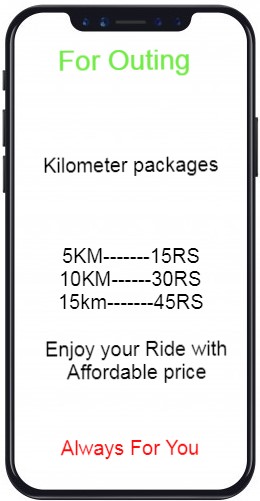 For Outing
Kilometer packages
5KM-------15RS
10KM------30RS
15km-------45RS
Enjoy your Ride with
Affordable price
Always For You